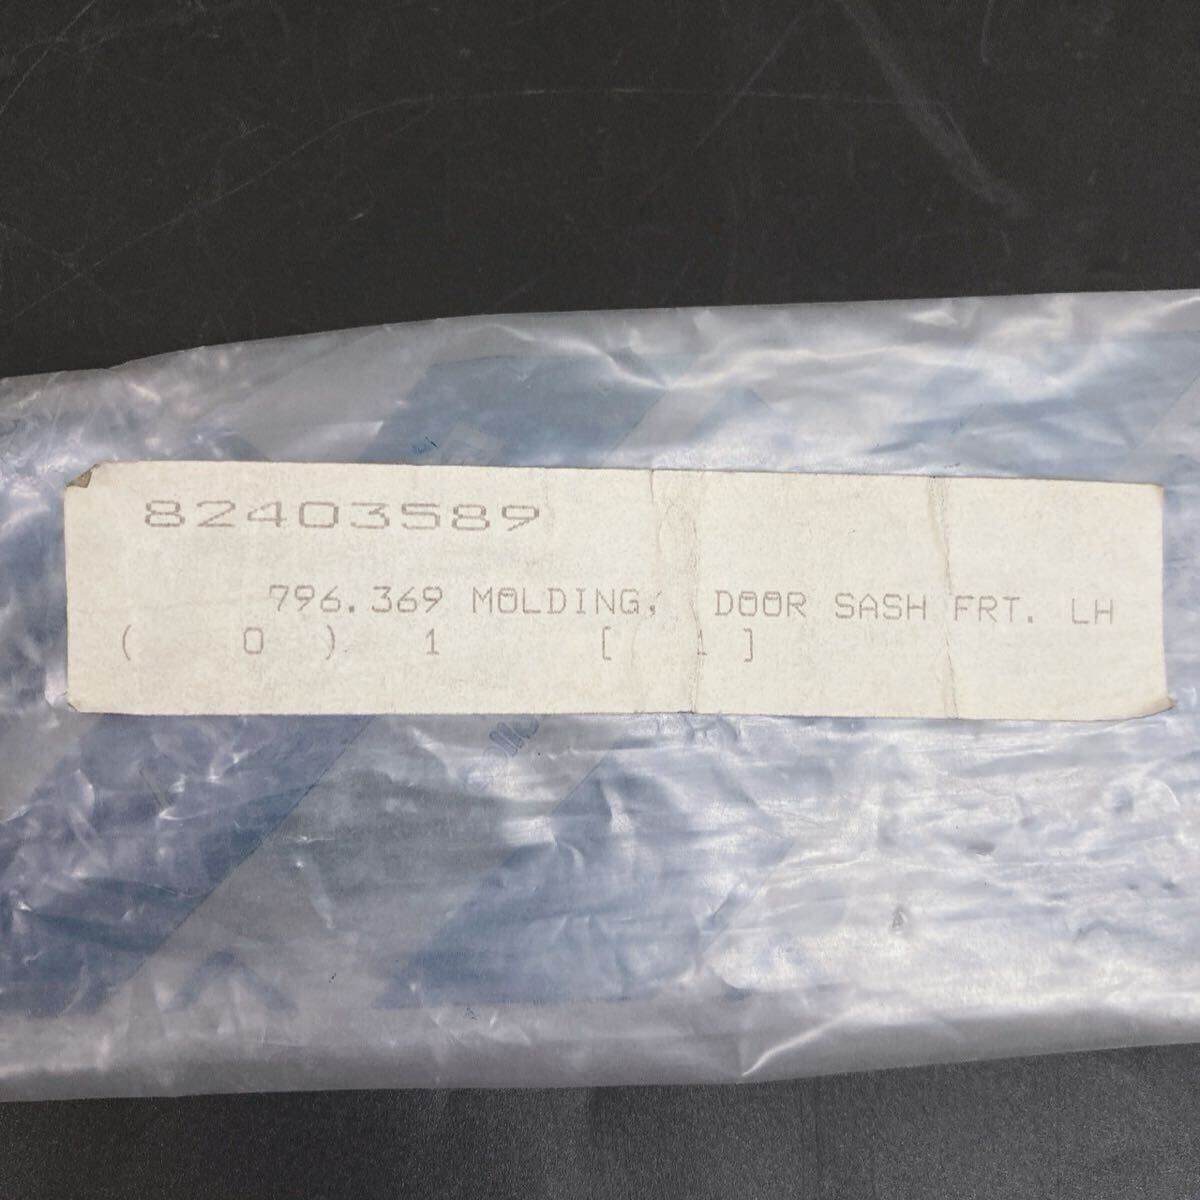 82403589
796.369 MOLDING, DOOR SASH FRT. LH
( 0 ) 1 [ 1 ]